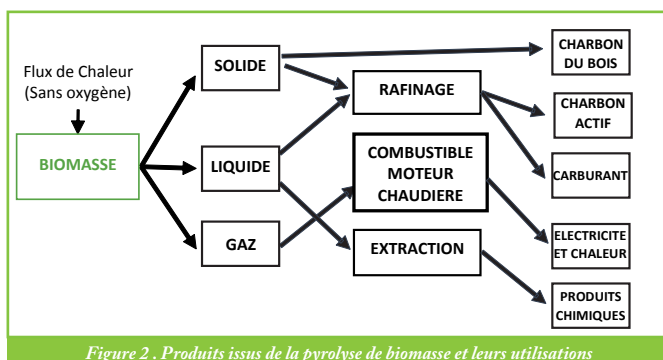 Flux de Chaleur
(Sans oxygène)
BIOMASSE
SOLIDE
LIQUIDE
GAZ
RAFINAGE
COMBUSTIBLE
MOTEUR
CHAUDIERE
EXTRACTION
CHARBON
DU BOIS
CHARBON
ACTIF
CARBURANT
ELECTRICITE
ET CHALEUR
PRODUITS
CHIMIQUES
Figure 2 . Produits issus de la pyrolyse de biomasse et leurs utilisations